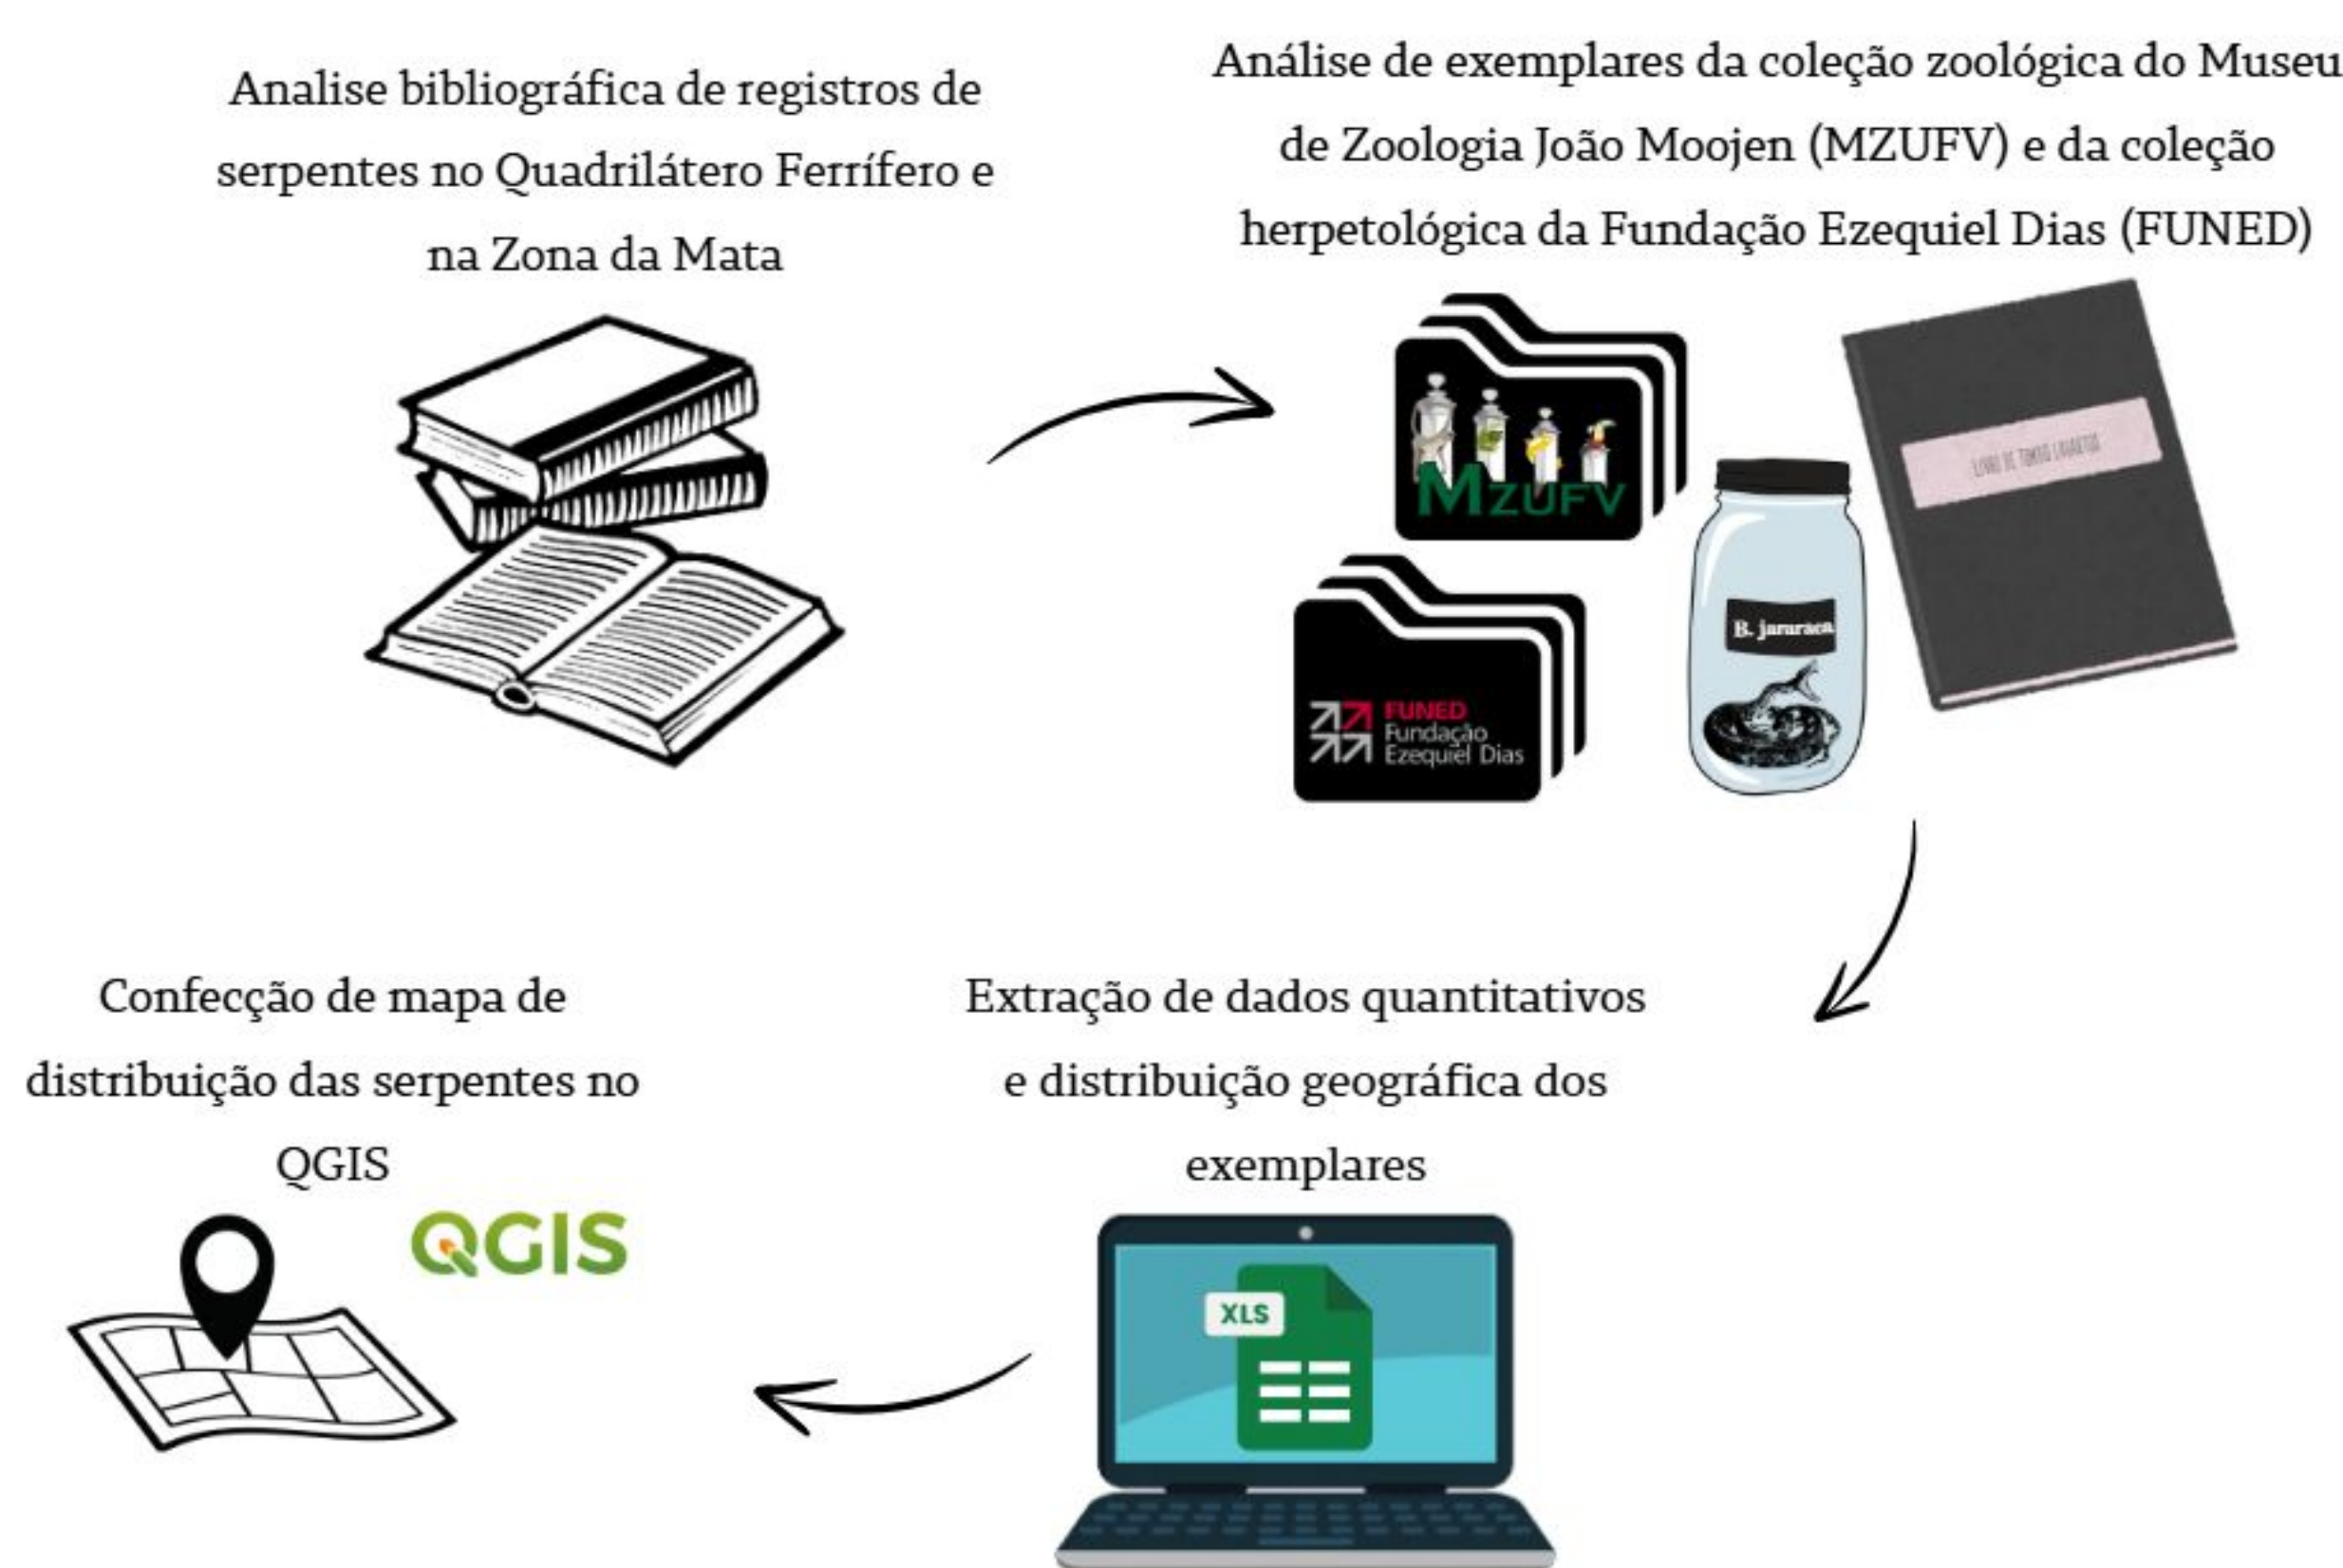 Analise bibliográfica de registros de
serpentes no Quadrilátero Ferrífero e
na Zona da Mata
Análise de exemplares da coleção zoológica do Museu
de Zoologia João Moojen (MZUFV) e da coleção
herpetológica da Fundação Ezequiel Dias (FUNED)
MZUFV
LIVRO DE TOMBO
B. jararaca
FUNED
Fundação
Ezequiel Dias
Extração de dados quantitativos
e distribuição geográfica dos
exemplares
XLS
Confecção de mapa de
distribuição das serpentes no
QGIS
QGIS